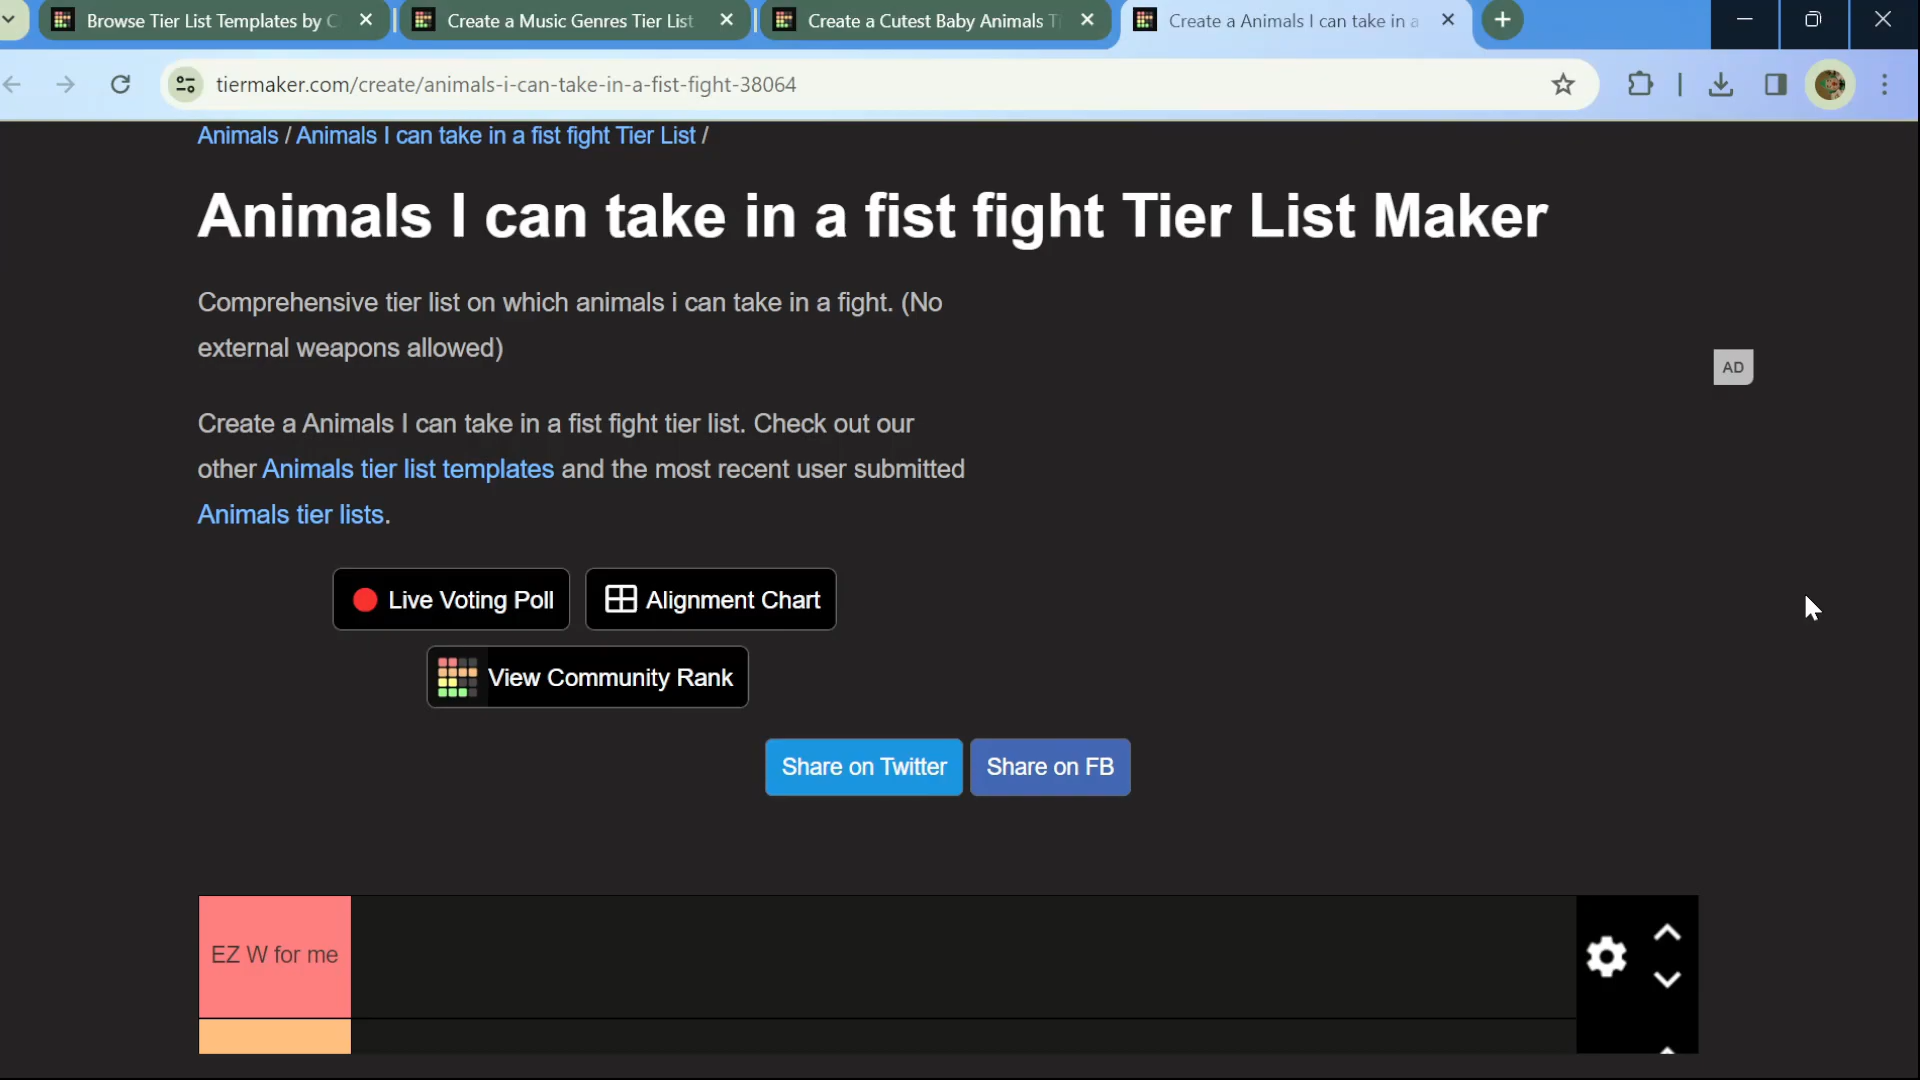 Browse Tier List Templates by C
Create a Music Genres Tier List
Create a Cutest Baby Animals T
Create a Animals I can take in a
tiermaker.com/create/animals-i-can-take-in-a-fist-fight-38064
Animals / Animals I can take in a fist fight Tier List /
Animals I can take in a fist fight Tier List Maker
Comprehensive tier list on which animals i can take in a fight. (No
external weapons allowed)
AD
Create a Animals I can take in a fist fight tier list. Check out our
other Animals tier list templates and the most recent user submitted
Animals tier lists.
Live Voting Poll
Alignment Chart
View Community Rank
Share on Twitter
Share on FB
EZ W for me